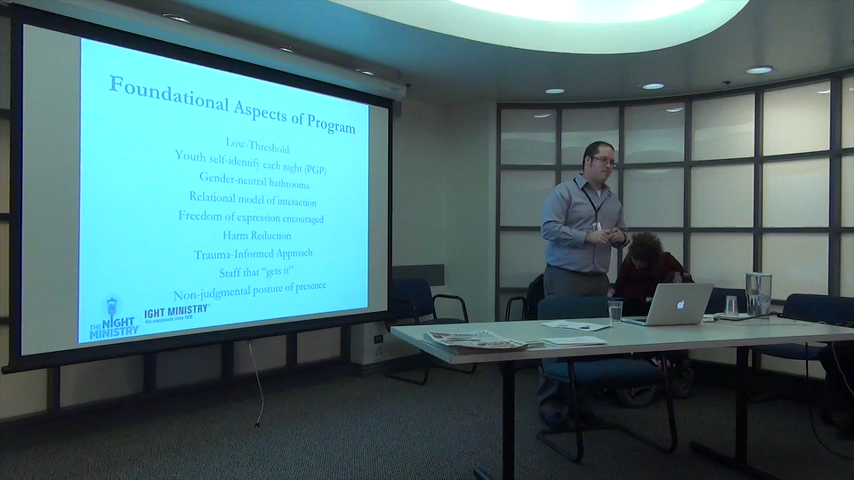 Foundational Aspects of Program
Low-Threshold
Youth self-identify each night (PGP)
Gender-neutral bathrooms
Relational model of interaction
Freedom of expression encouraged
Harm Reduction
Trauma-Informed Approach
Staff that "gets it"
Non-judgmental posture of presence
THE NIGHT MINISTRY
IGHT MINISTRY